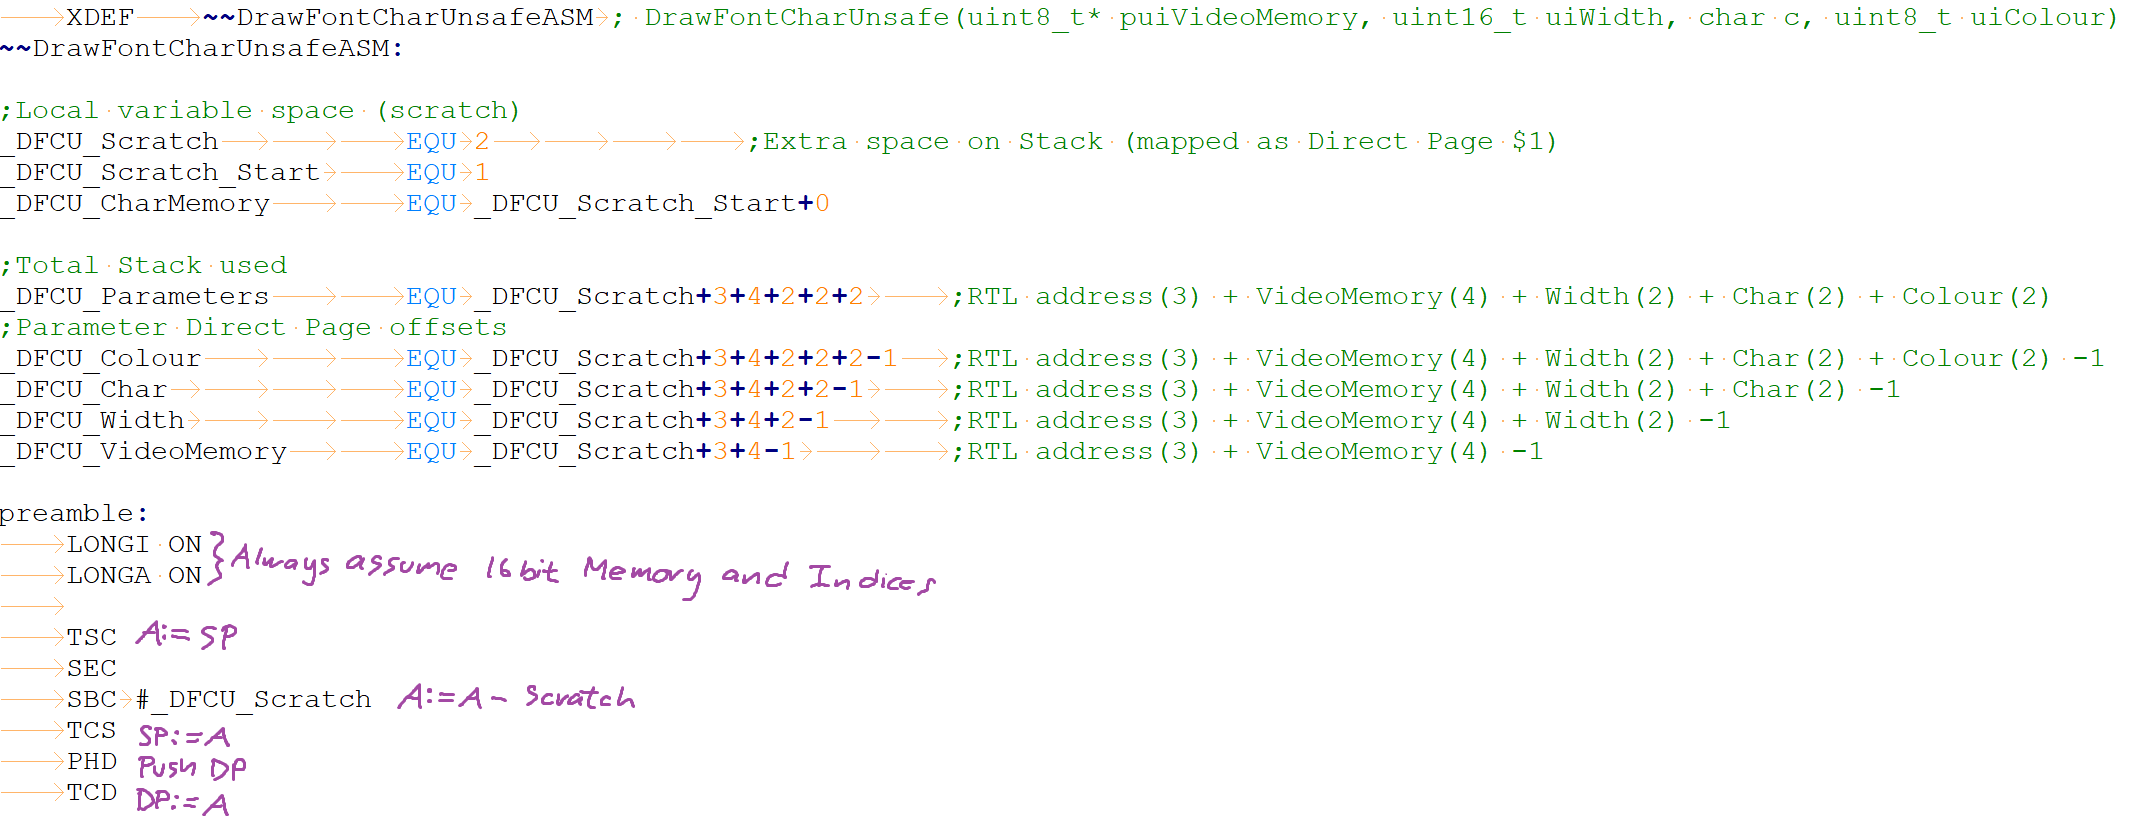 XDEF ~~DrawFontCharUnsafeASM ; DrawFontCharUnsafe(uint8_t* puiVideoMemory, uint16_t uiWidth, char c, uint8_t uiColour)
~~DrawFontCharUnsafeASM:
;Local variable space (scratch)
_DFCU_Scratch EQU 2 ;Extra space on Stack (mapped as Direct Page $1)
_DFCU_Scratch_Start EQU 1
_DFCU_CharMemory EQU _DFCU_Scratch_Start+0
;Total Stack used
_DFCU_Parameters EQU _DFCU_Scratch+3+4+2+2+2 ;RTL address(3) + VideoMemory(4) + Width(2) + Char(2) + Colour(2)
;Parameter Direct Page offsets
_DFCU_Colour EQU _DFCU_Scratch+3+4+2+2+2-1 ;RTL address(3) + VideoMemory(4) + Width(2) + Char(2) + Colour(2) -1
_DFCU_Char EQU _DFCU_Scratch+3+4+2+2-1 ;RTL address(3) + VideoMemory(4) + Width(2) + Char(2) -1
_DFCU_Width EQU _DFCU_Scratch+3+4+2-1 ;RTL address(3) + VideoMemory(4) + Width(2) -1
_DFCU_VideoMemory EQU _DFCU_Scratch+3+4-1 ;RTL address(3) + VideoMemory(4) -1
preamble:
LONGI ON
LONGA ON } Always assume 16bit Memory and Indices
TSC A:= SP
SEC
SBC #_DFCU_Scratch A:=A - Scratch
TCS SP:=A
PHD Push DP
TCD DP:=A